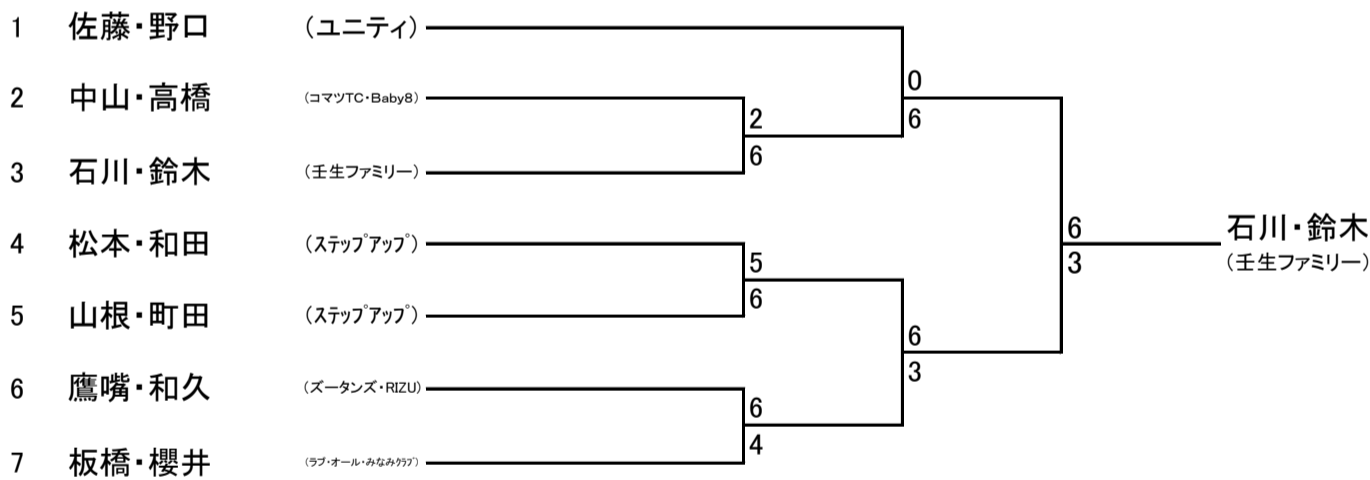 1 佐藤・野口 (ユニティ)
0
2 中山・高橋 (コマツTC・Baby8)
2
6
6
3 石川・鈴木 (壬生ファミリー)
4 松本・和田 (ステップアップ)
6
石川・鈴木
5
3
(壬生ファミリー)
6
5 山根・町田 (ステップアップ)
6
3
6 鷹嘴・和久 (ズータンズ・RIZU)
6
4
7 板橋・櫻井 (ラブ・オール・みなみクラブ)